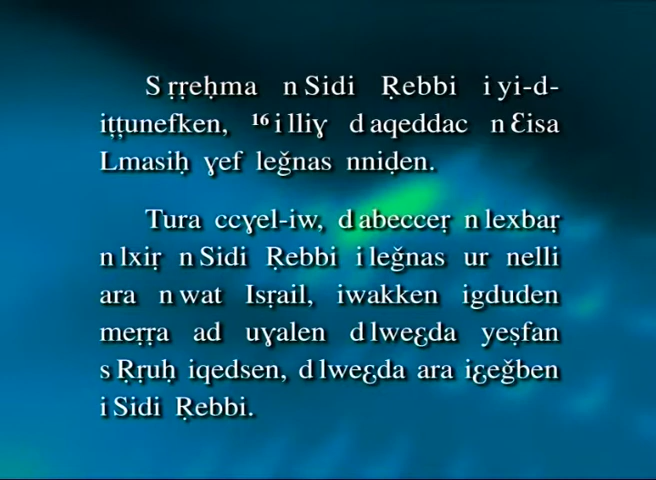 S ṛṛeḥma n Sidi Ṛebbi i yi-d-
iţţunefken, ¹⁶ i lliɣ d aqeddac n Ɛisa
Lmasiḥ ɣef leğnas nniḍen.
Tura ccɣel-iw, d abecceṛ n lexbaṛ
n lxiṛ n Sidi Ṛebbi i leğnas ur nelli
ara n wat Isṛail, iwakken igduden
meṛṛa ad uɣalen d lweɛda yeṣfan
s Ṛṛuḥ iqedsen, d lweɛda ara iɛeğben
i Sidi Ṛebbi.